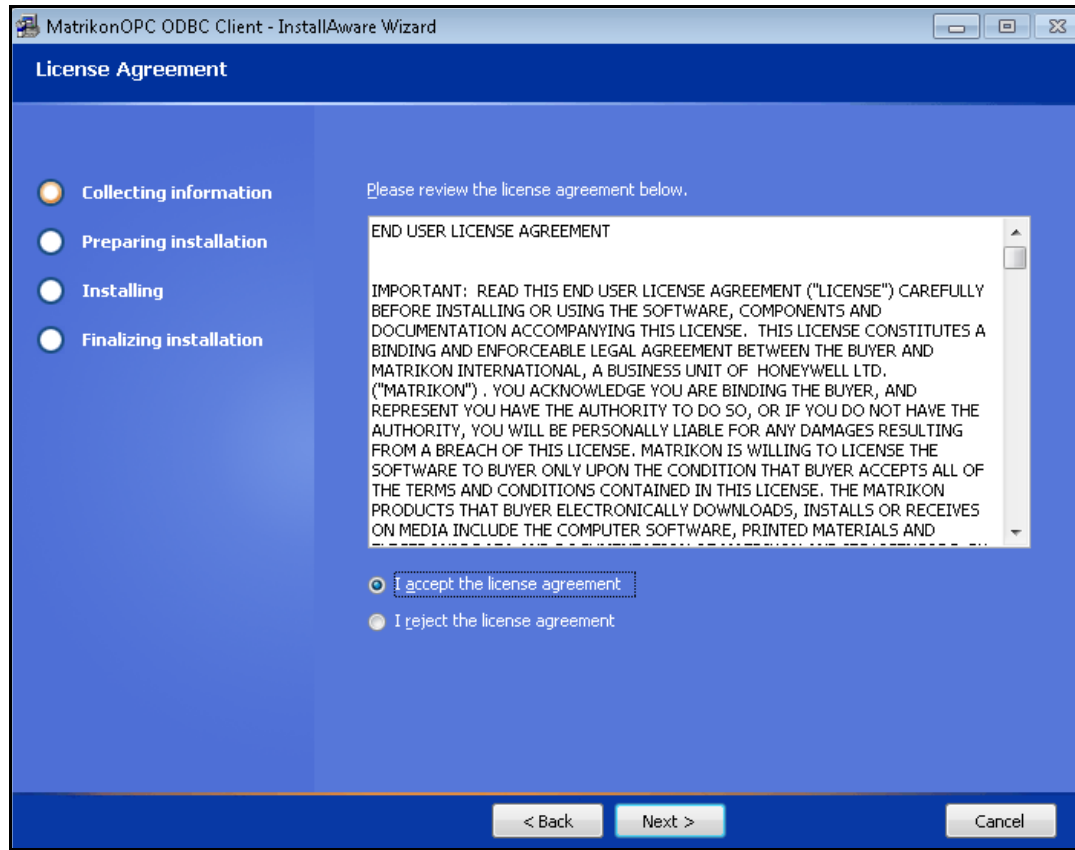 MatrikonOPC ODBC Client - InstallAware Wizard
License Agreement
Collecting information
Preparing installation
Installing
Finalizing installation
Please review the license agreement below.
END USER LICENSE AGREEMENT
IMPORTANT:  READ THIS END USER LICENSE AGREEMENT ("LICENSE") CAREFULLY
BEFORE INSTALLING OR USING THE SOFTWARE, COMPONENTS AND
DOCUMENTATION ACCOMPANYING THIS LICENSE.  THIS LICENSE CONSTITUTES A
BINDING AND ENFORCEABLE LEGAL AGREEMENT BETWEEN THE BUYER AND
MATRIKON INTERNATIONAL, A BUSINESS UNIT OF  HONEYWELL LTD.
("MATRIKON") . YOU ACKNOWLEDGE YOU ARE BINDING THE BUYER, AND
REPRESENT YOU HAVE THE AUTHORITY TO DO SO, OR IF YOU DO NOT HAVE THE
AUTHORITY, YOU WILL BE PERSONALLY LIABLE FOR ANY DAMAGES RESULTING
FROM A BREACH OF THIS LICENSE. MATRIKON IS WILLING TO LICENSE THE
SOFTWARE TO BUYER ONLY UPON THE CONDITION THAT BUYER ACCEPTS ALL OF
THE TERMS AND CONDITIONS CONTAINED IN THIS LICENSE. THE MATRIKON
PRODUCTS THAT BUYER ELECTRONICALLY DOWNLOADS, INSTALLS OR RECEIVES
ON MEDIA INCLUDE THE COMPUTER SOFTWARE, PRINTED MATERIALS AND
I accept the license agreement
I reject the license agreement
< Back
Next >
Cancel